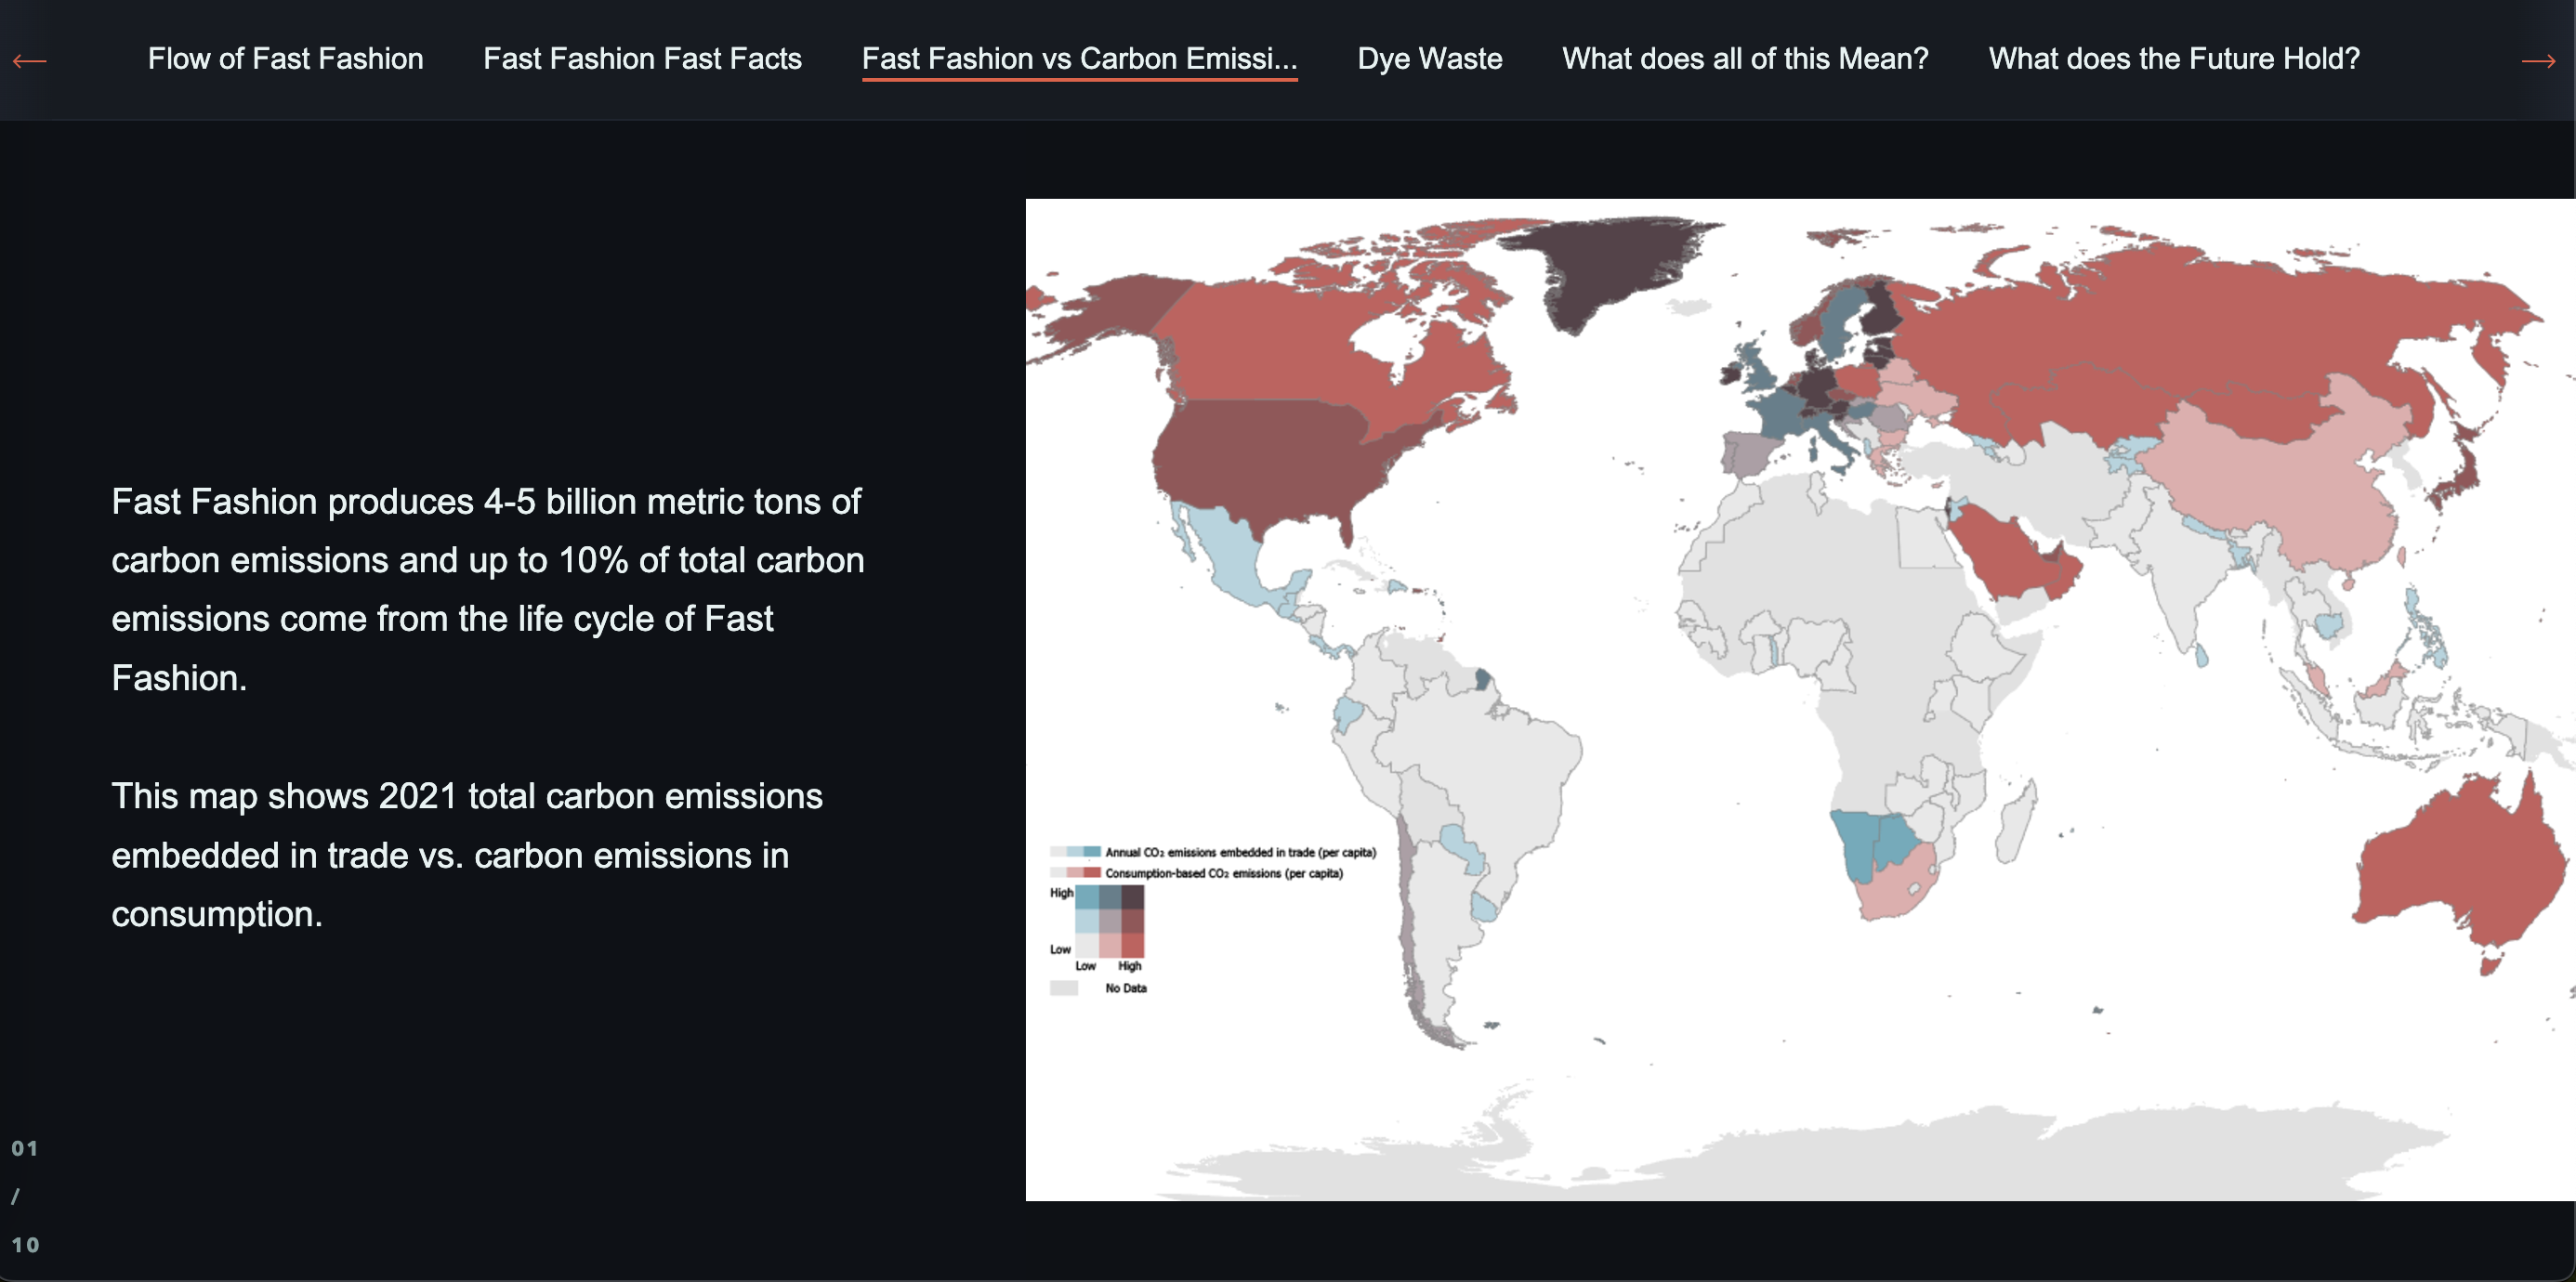 Flow of Fast Fashion
Fast Fashion Fast Facts
Fast Fashion vs Carbon Emissi...
Dye Waste
What does all of this Mean?
What does the Future Hold?
Fast Fashion produces 4-5 billion metric tons of
carbon emissions and up to 10% of total carbon
emissions come from the life cycle of Fast
Fashion.
This map shows 2021 total carbon emissions
embedded in trade vs. carbon emissions in
consumption.
Annual CO₂ emissions embedded in trade (per capita)
Consumption-based CO₂ emissions (per capita)
High
Low
Low High
No Data
01
/
10